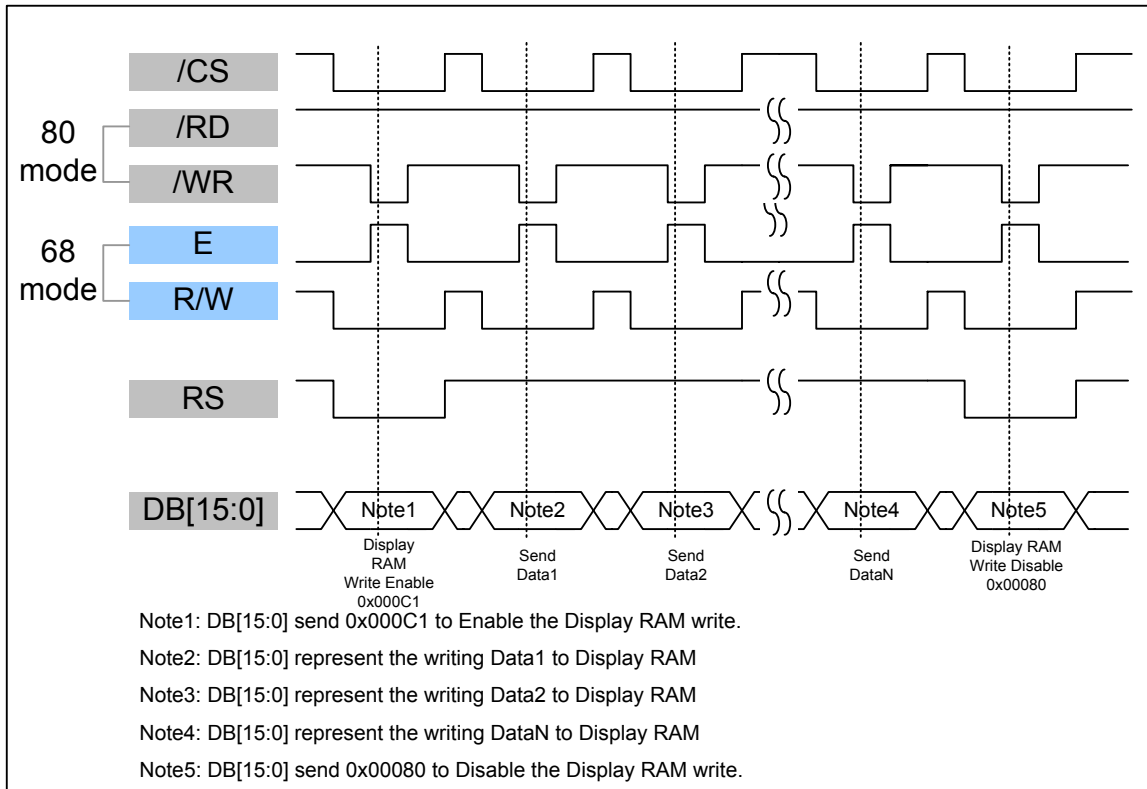 /CS
80
mode
/RD
/WR
68
mode
E
R/W
RS
DB[15:0]
Note1
Note2
Note3
Note4
Note5
Display
RAM
Write Enable
0x000C1
Send
Data1
Send
Data2
Send
DataN
Display RAM
Write Disable
0x00080
Note1: DB[15:0] send 0x000C1 to Enable the Display RAM write.
Note2: DB[15:0] represent the writing Data1 to Display RAM
Note3: DB[15:0] represent the writing Data2 to Display RAM
Note4: DB[15:0] represent the writing DataN to Display RAM
Note5: DB[15:0] send 0x00080 to Disable the Display RAM write.